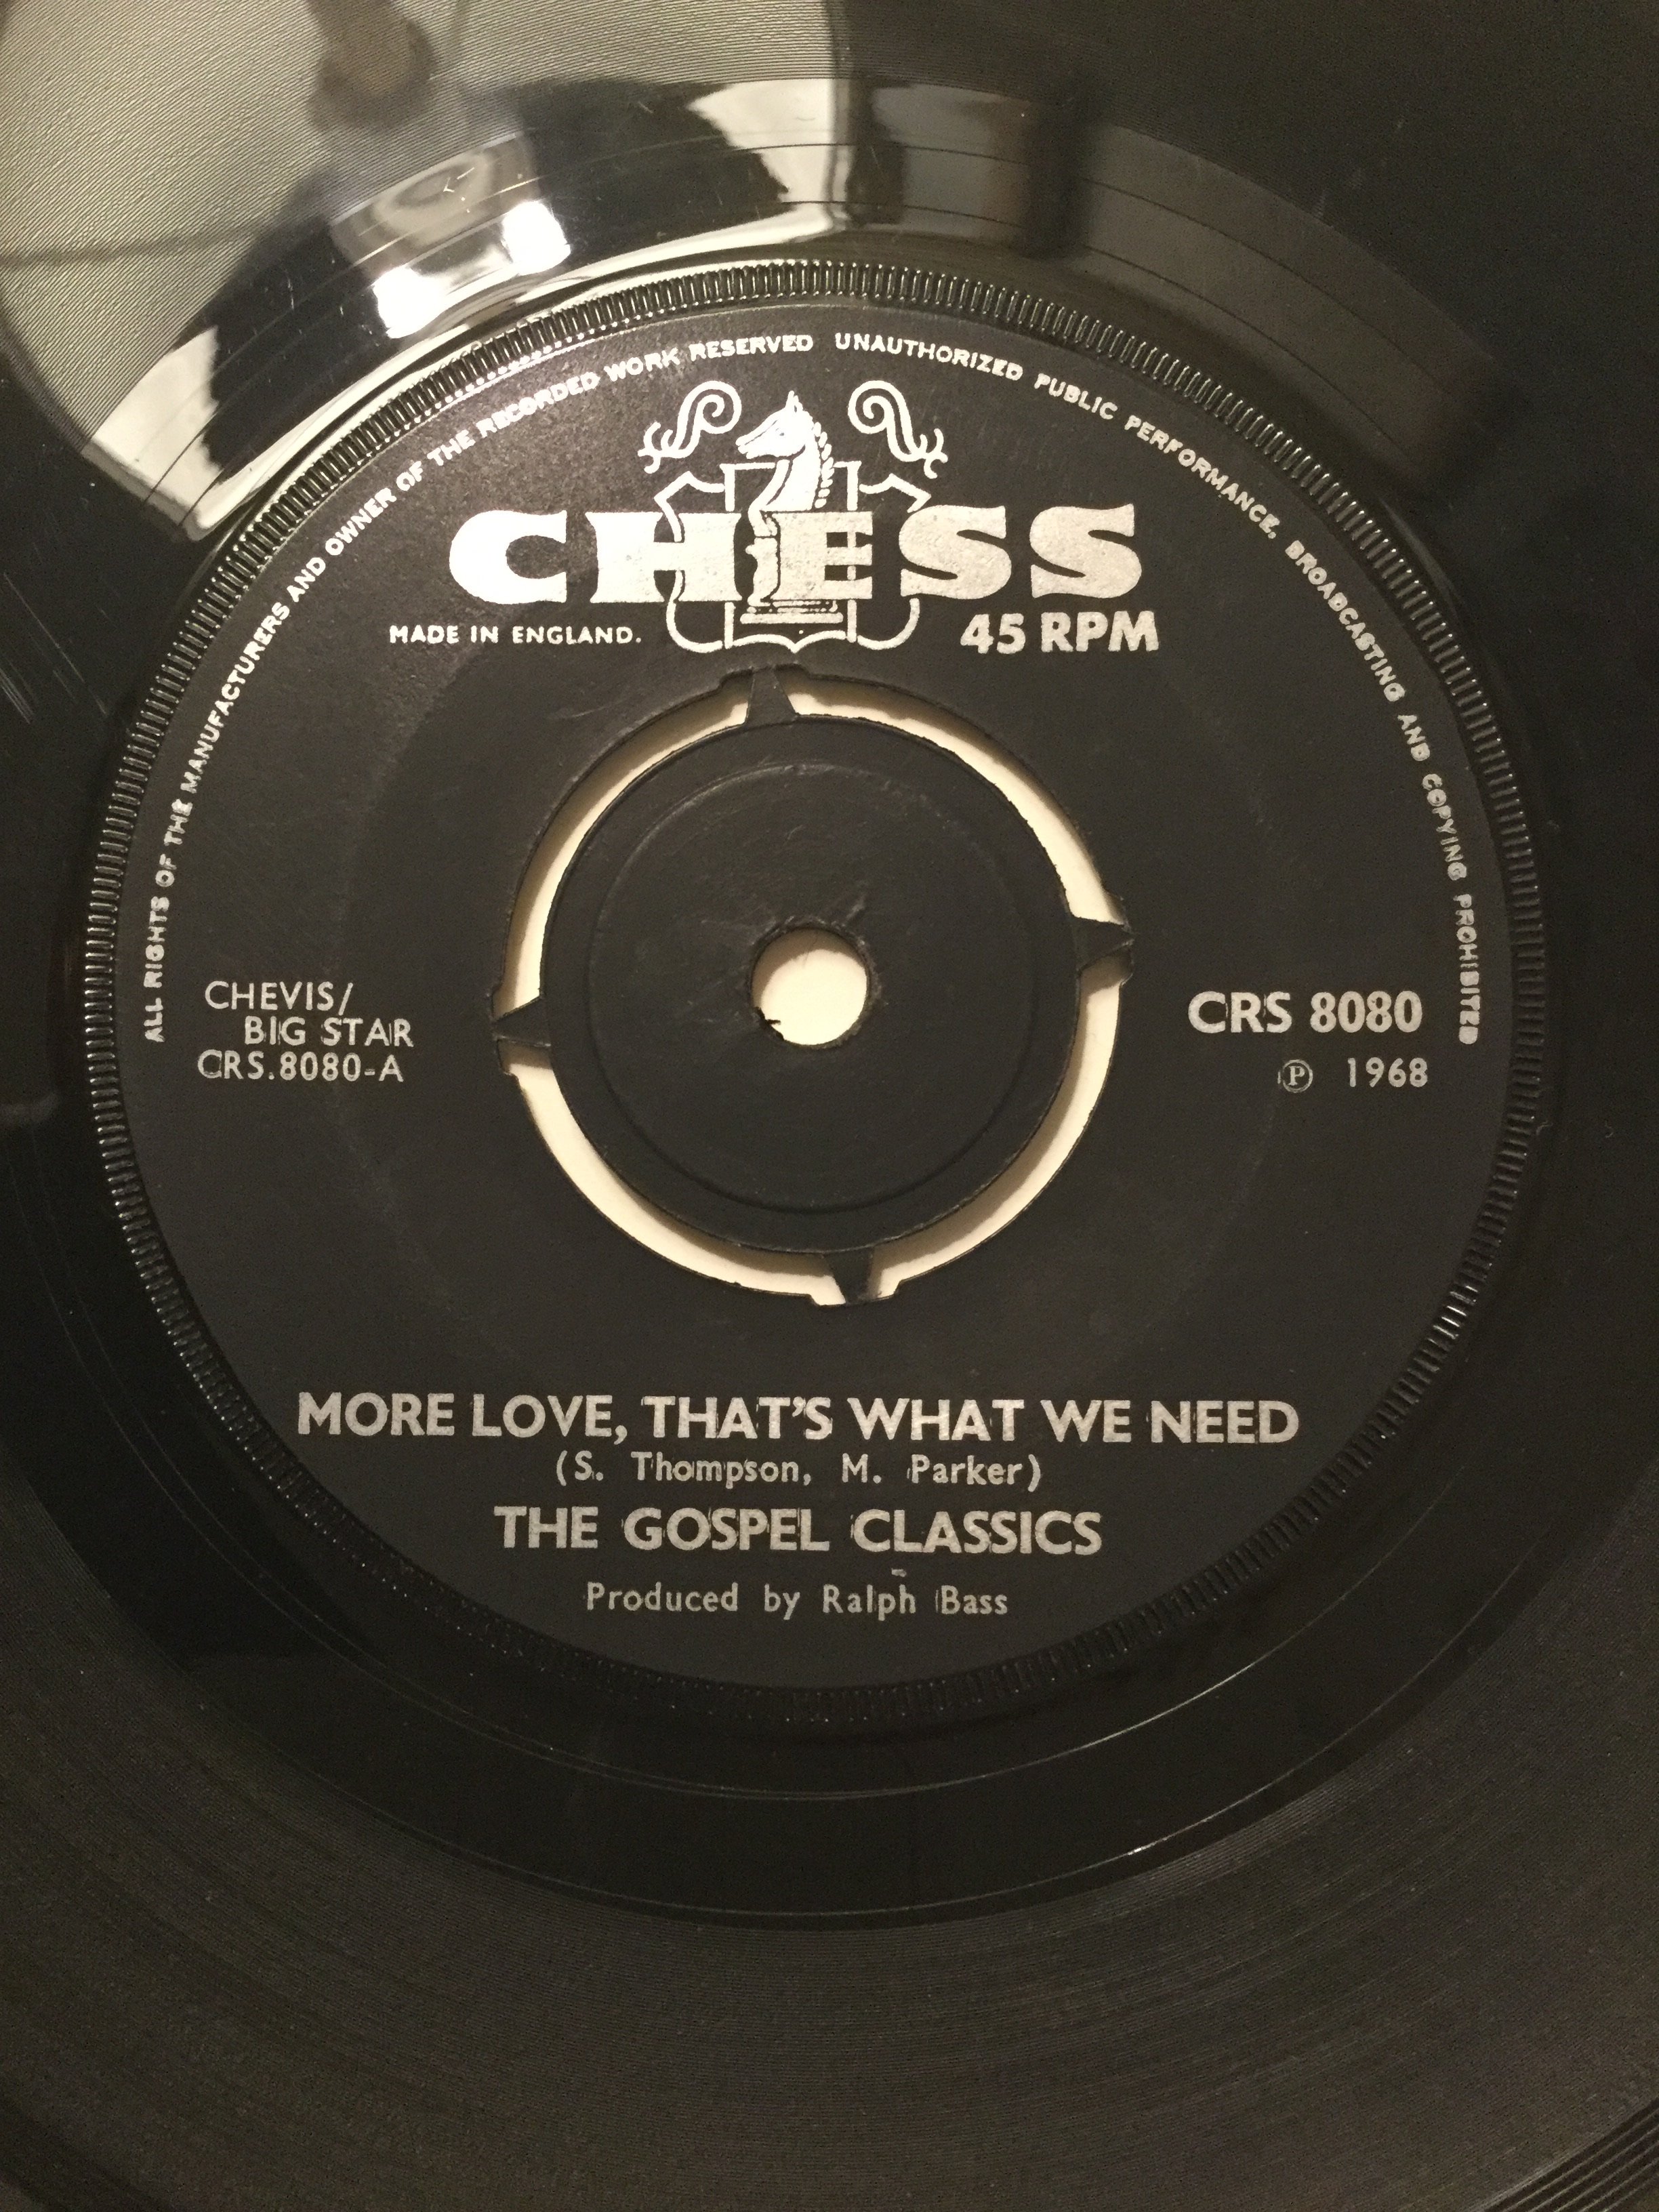 ALL RIGHTS OF THE MANUFACTURERS AND OWNER OF THE RECORDED WORK RESERVED UNAUTHORIZED PUBLIC PERFORMANCE, BROADCASTING AND COPYING PROHIBITED
CHESS
MADE IN ENGLAND.
45 RPM
CHEVIS/
BIG STAR
CRS.8080-A
CRS 8080
℗ 1968
MORE LOVE, THAT'S WHAT WE NEED
(S. Thompson, M. Parker)
THE GOSPEL CLASSICS
Produced by Ralph Bass